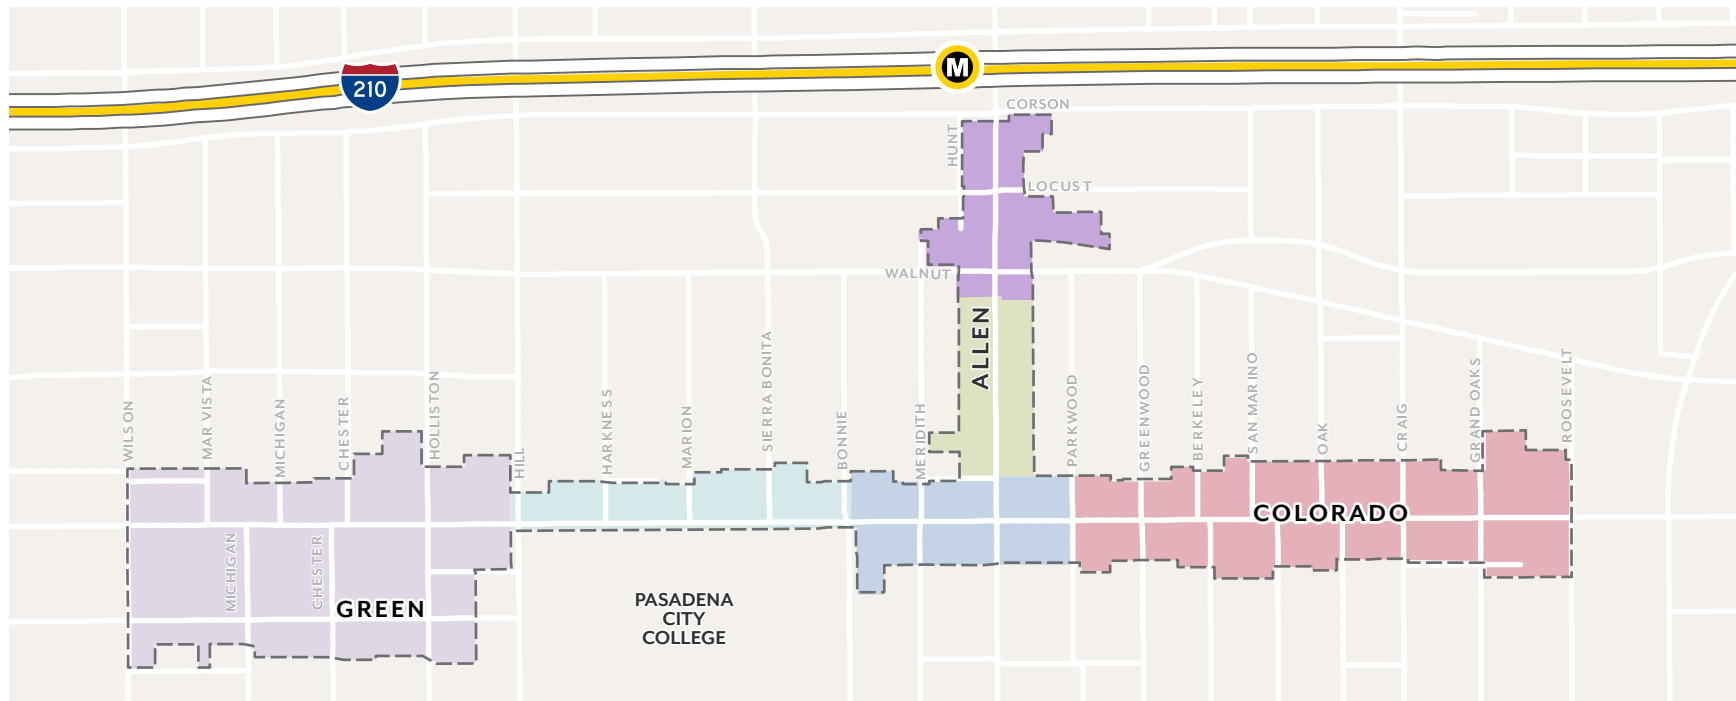 M
210
CORSON
HUNT
LOCUST
WALNUT
ALLEN
WILSON
MAR VISTA
MICHIGAN
CHESTER
HOLLISTON
HILL
HARKNESS
MARION
SIERRA BONITA
BONNIE
MERIDITH
PARKWOOD
GREENWOOD
BERKELEY
SAN MARINO
OAK
CRAIG
GRAND OAKS
ROOSEVELT
COLORADO
MICHIGAN
CHESTER
GREEN
PASADENA
CITY
COLLEGE